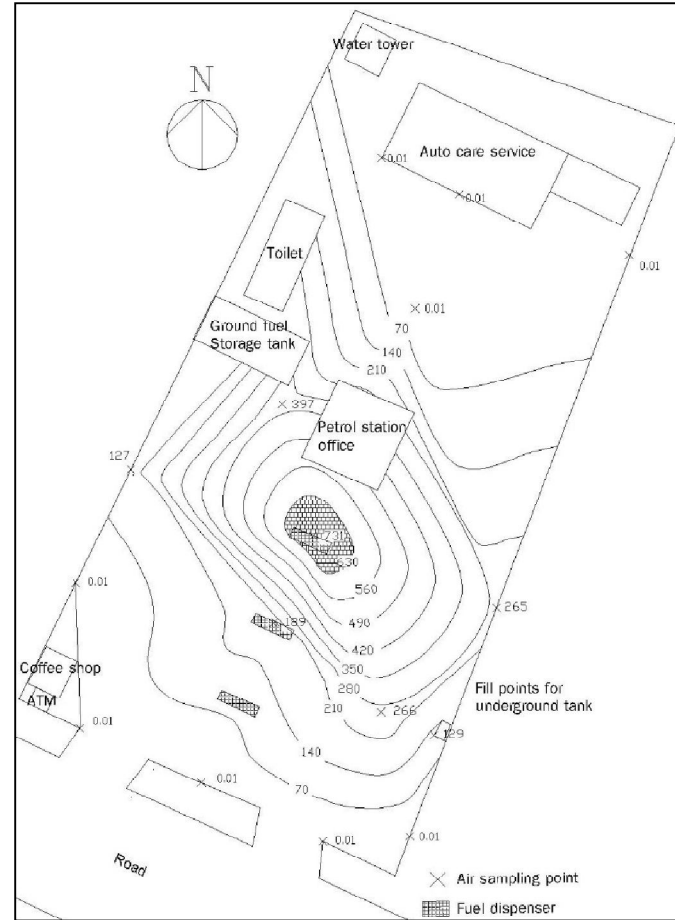 Water tower
N
Auto care service
0.01
0.01
0.01
Toilet
0.01
Ground fuel
Storage tank
70
140
210
397
Petrol station
office
127
731
630
560
0.01
265
490
189
420
350
Coffee shop
280
Fill points for
underground tank
ATM
210
266
0.01
129
140
0.01
70
0.01
0.01
Road
Air sampling point
Fuel dispenser